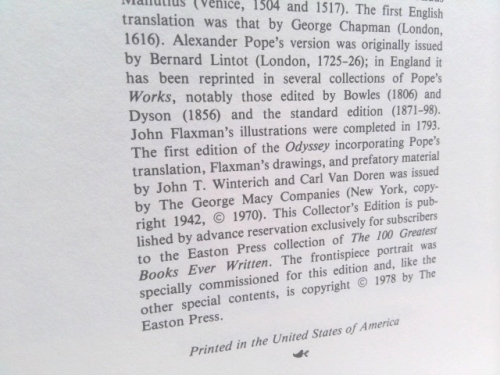 Manutius (Venice, 1504 and 1517). The first English
translation was that by George Chapman (London,
1616). Alexander Pope's version was originally issued
by Bernard Lintot (London, 1725–26); in England it
has been reprinted in several collections of Pope's
Works, notably those edited by Bowles (1806) and
Dyson (1856) and the standard edition (1871–98).
John Flaxman's illustrations were completed in 1793.
The first edition of the Odyssey incorporating Pope's
translation, Flaxman's drawings, and prefatory material
by John T. Winterich and Carl Van Doren was issued
by The George Macy Companies (New York, copy-
right 1942, © 1970). This Collector's Edition is pub-
lished by advance reservation exclusively for subscribers
to the Easton Press collection of The 100 Greatest
Books Ever Written. The frontispiece portrait was
specially commissioned for this edition and, like the
other special contents, is copyright © 1978 by The
Easton Press.
Printed in the United States of America